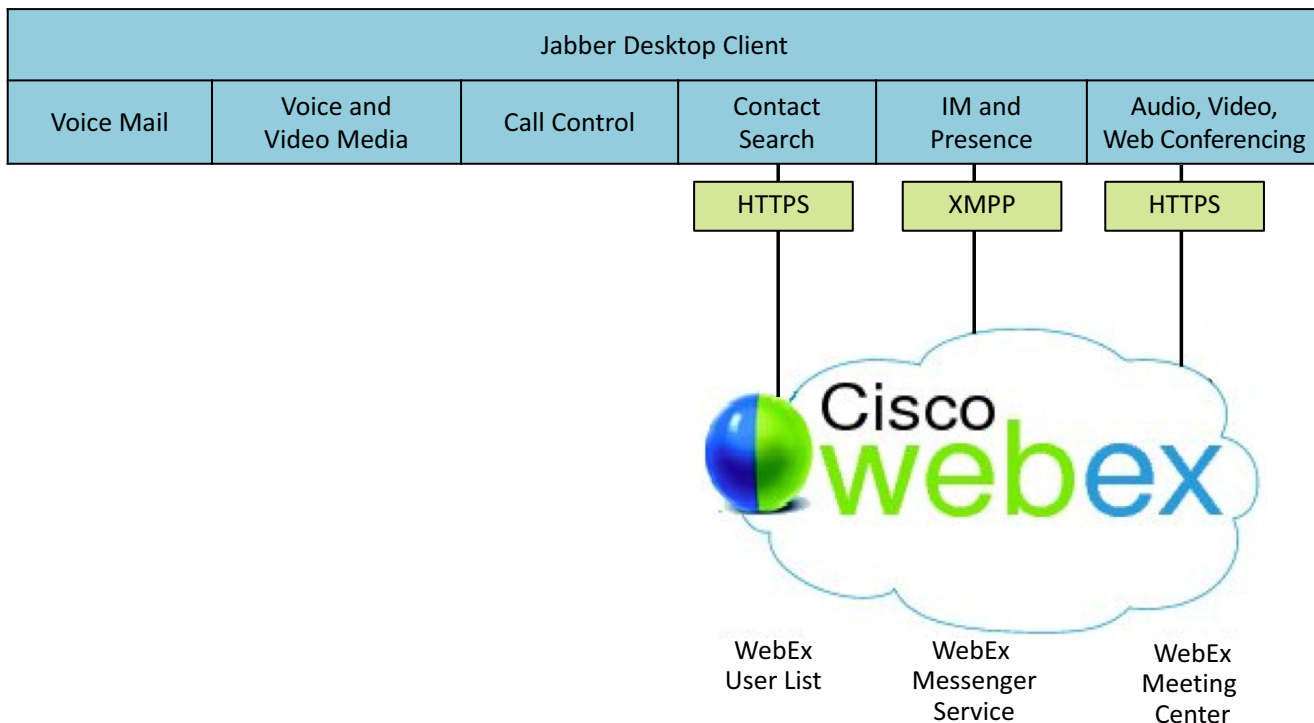 Jabber Desktop Client
Voice Mail
Voice and
Video Media
Call Control
Contact
Search
IM and
Presence
Audio, Video,
Web Conferencing
HTTPS
XMPP
HTTPS
Cisco
webex
WebEx
User List
WebEx
Messenger
Service
WebEx
Meeting
Center